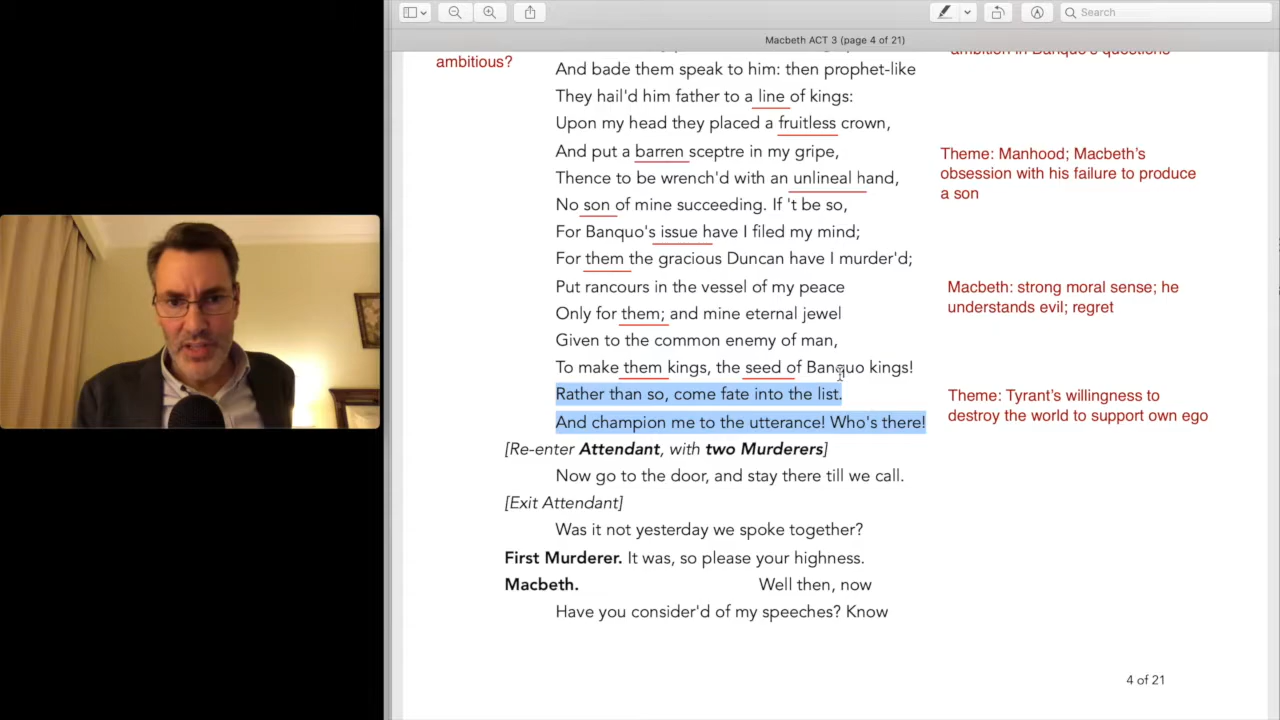 Search
Macbeth ACT 3 (page 4 of 21)
ambitious?
ambition in Banquo's questions
And bade them speak to him: then prophet-like
They hail'd him father to a line of kings:
Upon my head they placed a fruitless crown,
And put a barren sceptre in my gripe,
Thence to be wrench'd with an unlineal hand,
No son of mine succeeding. If 't be so,
For Banquo's issue have I filed my mind;
For them the gracious Duncan have I murder'd;
Put rancours in the vessel of my peace
Only for them; and mine eternal jewel
Given to the common enemy of man,
To make them kings, the seed of Banquo kings!
Rather than so, come fate into the list.
And champion me to the utterance! Who's there!
[Re-enter Attendant, with two Murderers]
Now go to the door, and stay there till we call.
[Exit Attendant]
Was it not yesterday we spoke together?
First Murderer. It was, so please your highness.
Macbeth. Well then, now
Have you consider'd of my speeches? Know
Theme: Manhood; Macbeth's
obsession with his failure to produce
a son
Macbeth: strong moral sense; he
understands evil; regret
Theme: Tyrant's willingness to
destroy the world to support own ego
4 of 21